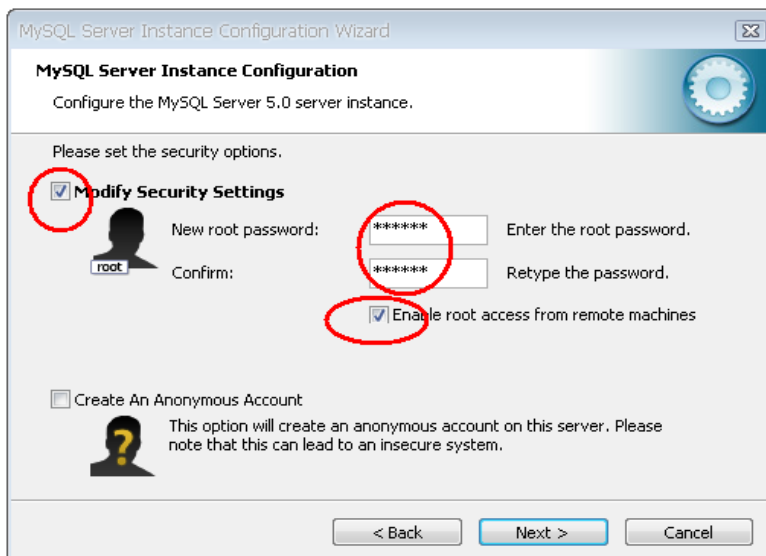 MySQL Server Instance Configuration Wizard
MySQL Server Instance Configuration
Configure the MySQL Server 5.0 server instance.
Please set the security options.
Modify Security Settings
New root password: ****** Enter the root password.
root
Confirm: ****** Retype the password.
Enable root access from remote machines
Create An Anonymous Account
This option will create an anonymous account on this server. Please
note that this can lead to an insecure system.
< Back Next > Cancel